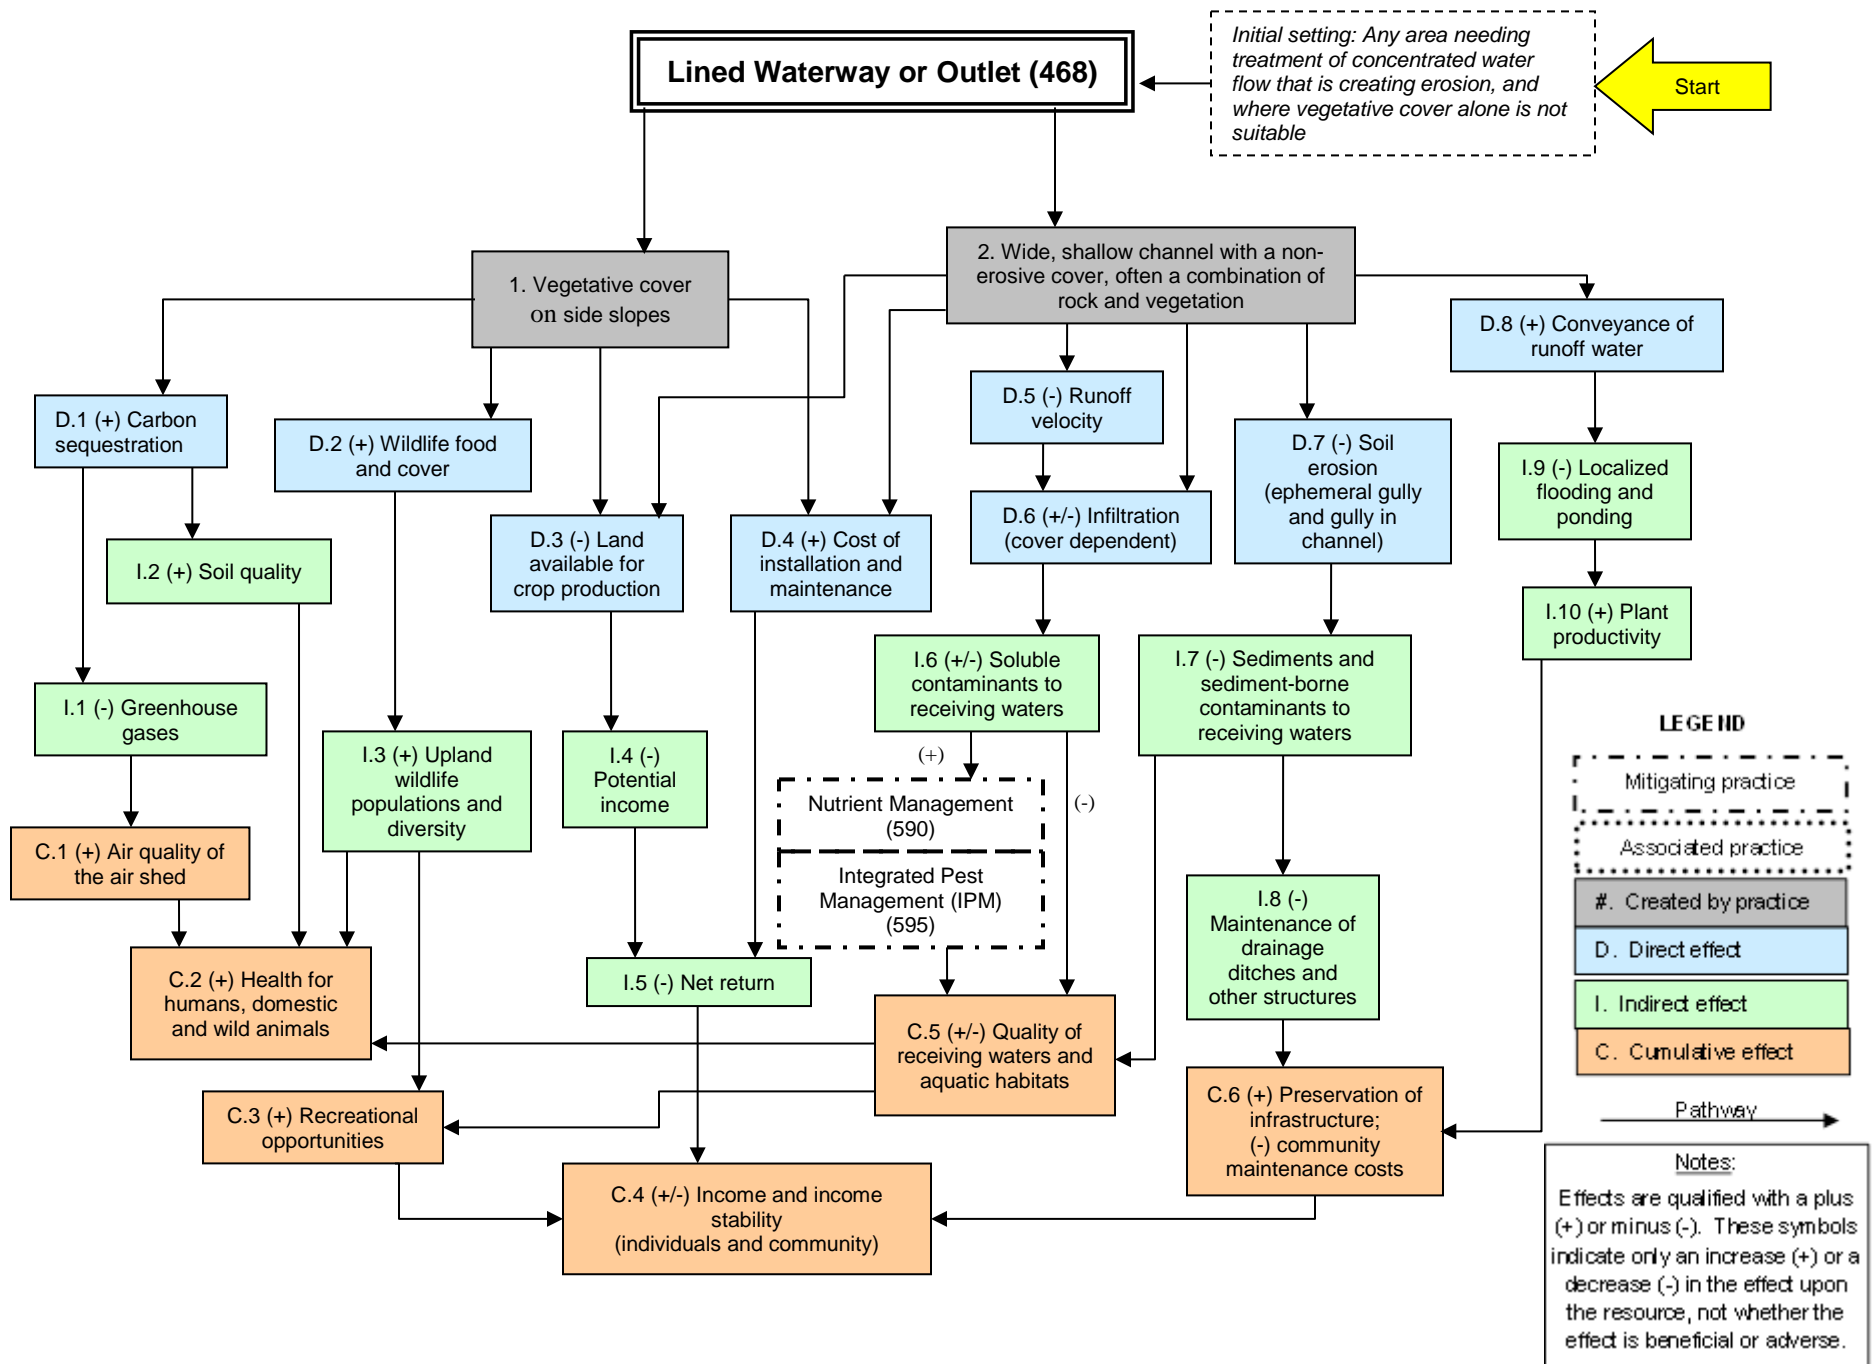 Lined Waterway or Outlet (468)
Initial setting: Any area needing
treatment of concentrated water
flow that is creating erosion, and
where vegetative cover alone is not
suitable
Start
1. Vegetative cover
on side slopes
2. Wide, shallow channel with a non-
erosive cover, often a combination of
rock and vegetation
D.8 (+) Conveyance of
runoff water
D.1 (+) Carbon
sequestration
D.2 (+) Wildlife food
and cover
D.3 (-) Land
available for
crop production
D.4 (+) Cost of
installation and
maintenance
D.5 (-) Runoff
velocity
D.6 (+/-) Infiltration
(cover dependent)
D.7 (-) Soil
erosion
(ephemeral gully
and gully in
channel)
I.9 (-) Localized
flooding and
ponding
I.2 (+) Soil quality
I.10 (+) Plant
productivity
I.1 (-) Greenhouse
gases
I.3 (+) Upland
wildlife
populations and
diversity
I.4 (-)
Potential
income
I.6 (+/-) Soluble
contaminants to
receiving waters
I.7 (-) Sediments and
sediment-borne
contaminants to
receiving waters
(+)
(-)
Nutrient Management
(590)
Integrated Pest
Management (IPM)
(595)
C.1 (+) Air quality of
the air shed
I.8 (-)
Maintenance of
drainage
ditches and
other structures
C.2 (+) Health for
humans, domestic
and wild animals
I.5 (-) Net return
C.5 (+/-) Quality of
receiving waters and
aquatic habitats
C.3 (+) Recreational
opportunities
C.6 (+) Preservation of
infrastructure;
(-) community
maintenance costs
C.4 (+/-) Income and income
stability
(individuals and community)
LEGEND
Mitigating practice
Associated practice
#. Created by practice
D. Direct effect
I. Indirect effect
C. Cumulative effect
Pathway
Notes:
Effects are qualified with a plus
(+) or minus (-). These symbols
indicate only an increase (+) or a
decrease (-) in the effect upon
the resource, not whether the
effect is beneficial or adverse.